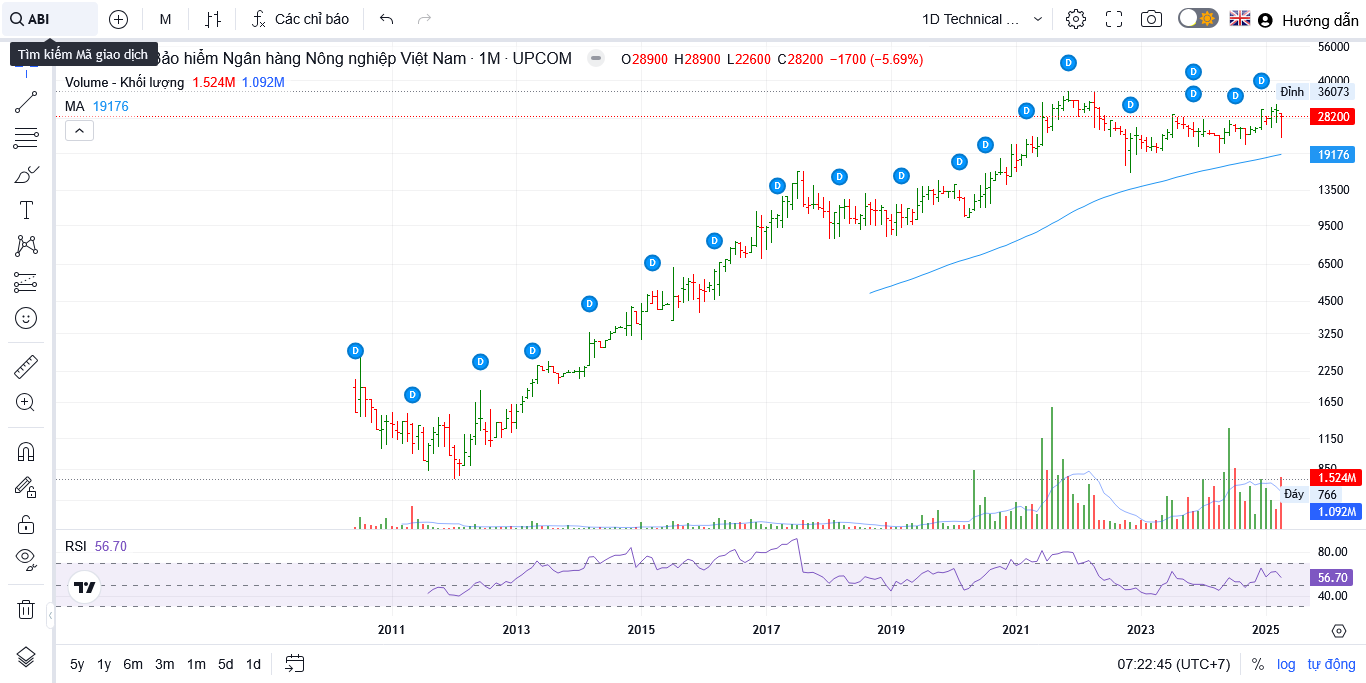 ABI
M
Các chỉ báo
1D Technical ...
Hướng dẫn
Tìm kiếm Mã giao dịch
Bảo hiểm Ngân hàng Nông nghiệp Việt Nam · 1M · UPCOM
O28900 H28900 L22600 C28200 −1700 (−5.69%)
Volume - Khối lượng 1.524M 1.092M
MA 19176
56000
40000
Đỉnh 36073
28200
19176
13500
9500
6500
4500
3250
2250
1650
1150
850
1.524M
Đáy 766
1.092M
D D D D D D D D D D D D D D D D D D D
RSI 56.70
80.00
56.70
40.00
2011 2013 2015 2017 2019 2021 2023 2025
5y 1y 6m 3m 1m 5d 1d
07:22:45 (UTC+7) % log tự động